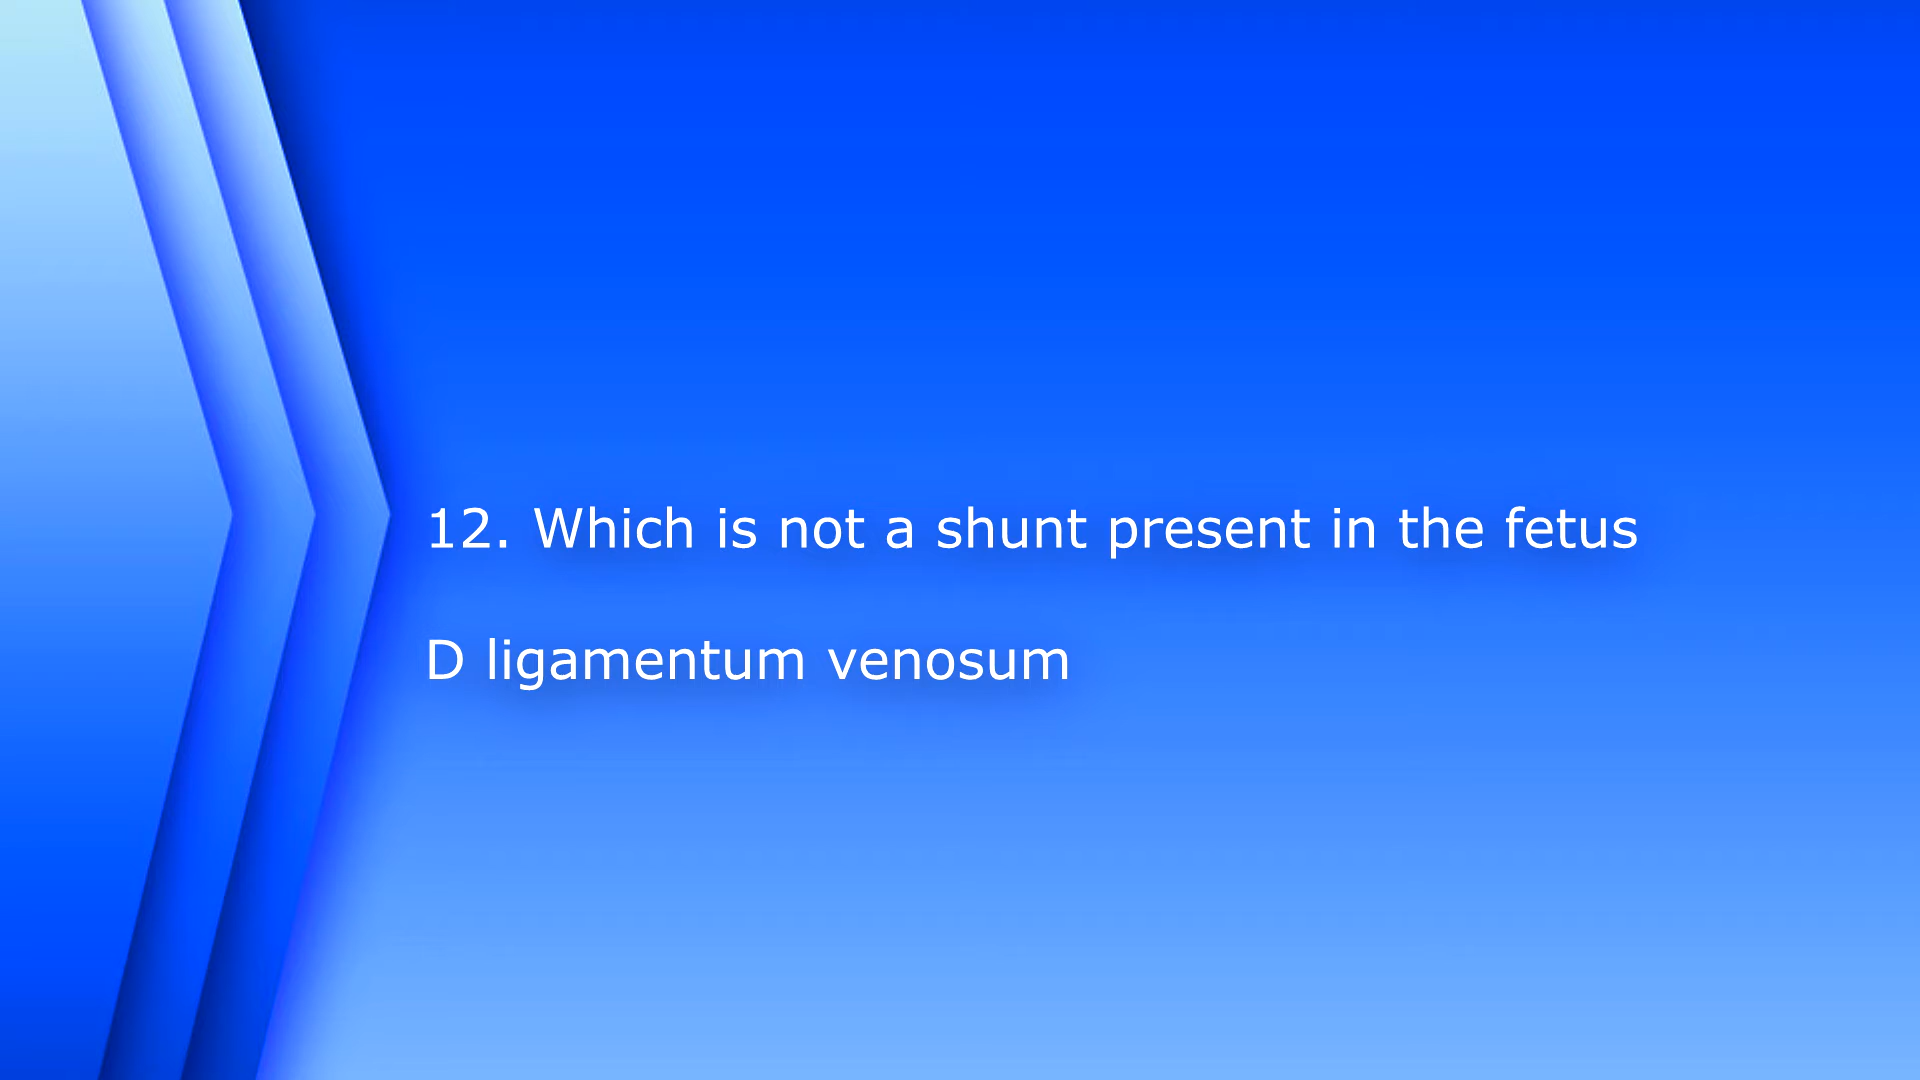 12. Which is not a shunt present in the fetus
D ligamentum venosum